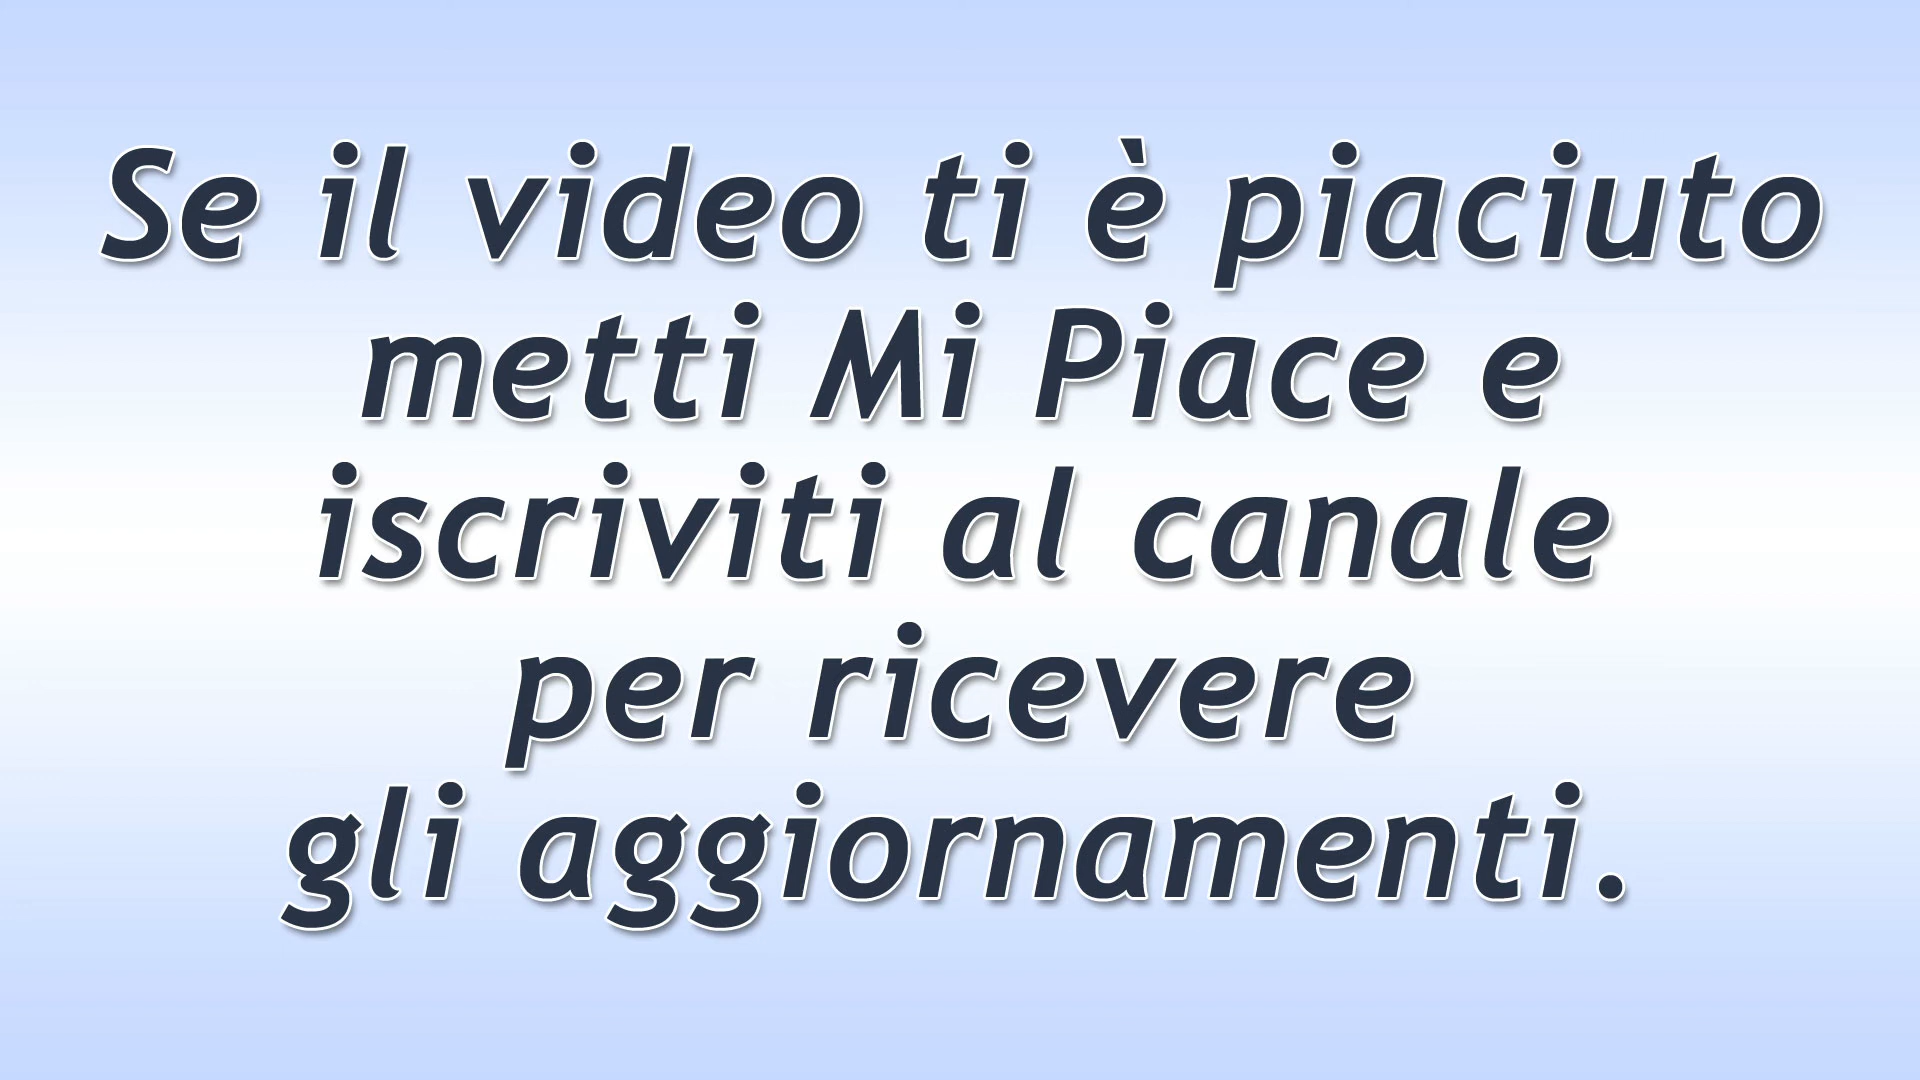 Se il video ti è piaciuto
metti Mi Piace e
iscriviti al canale
per ricevere
gli aggiornamenti.